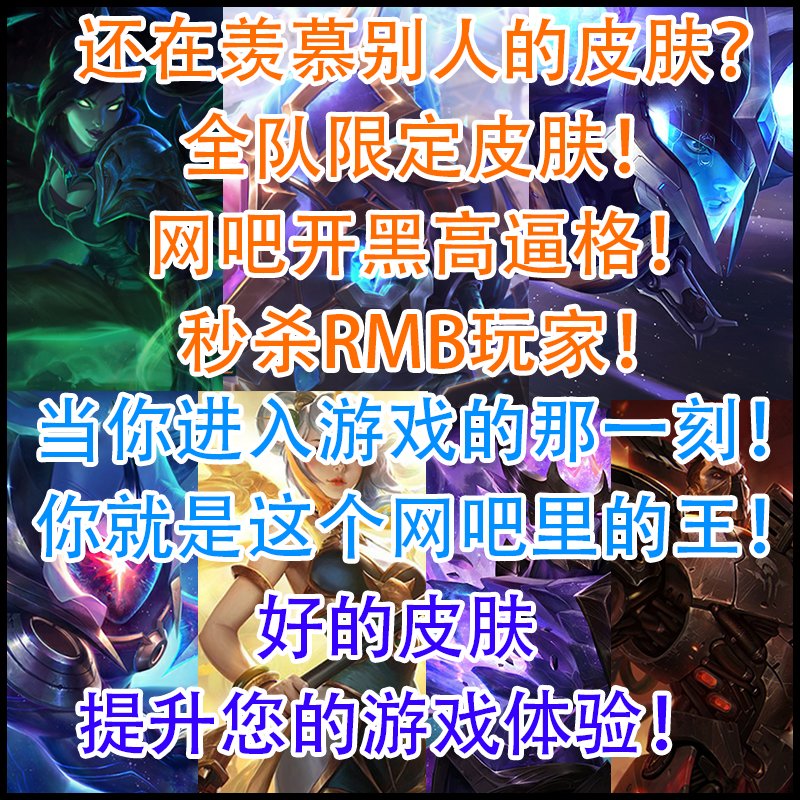 还在羡慕别人的皮肤?
全队限定皮肤!
网吧开黑高逼格!
秒杀RMB玩家!
当你进入游戏的那一刻!
你就是这个网吧里的王!
好的皮肤
提升您的游戏体验!